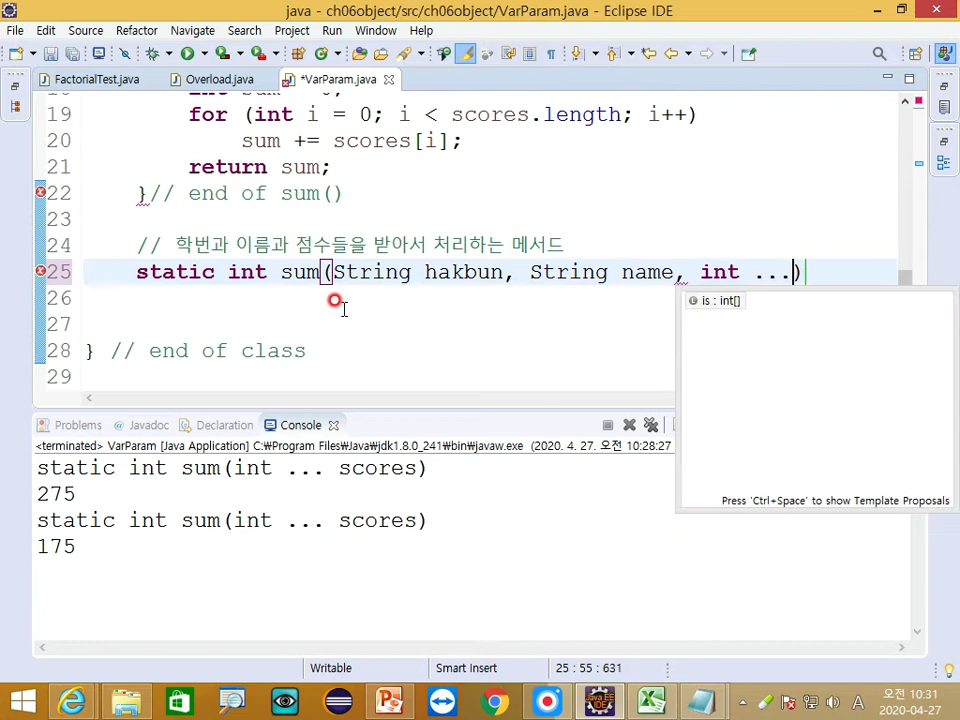 java - ch06object/src/ch06object/VarParam.java - Eclipse IDE
File Edit Source Refactor Navigate Search Project Run Window Help
FactorialTest.java Overload.java *VarParam.java
19 for (int i = 0; i < scores.length; i++)
20 sum += scores[i];
21 return sum;
22 }// end of sum()
23
24 // 학번과 이름과 점수들을 받아서 처리하는 메서드
25 static int sum(String hakbun, String name, int ...)
26
27
28 } // end of class
29
is : int[]
Press 'Ctrl+Space' to show Template Proposals
Problems Javadoc Declaration Console
<terminated> VarParam [Java Application] C:₩Program Files₩Java₩jdk1.8.0_241₩bin₩javaw.exe (2020. 4. 27. 오전 10:28:27
static int sum(int ... scores)
275
static int sum(int ... scores)
175
Writable Smart Insert 25 : 55 : 631
A 오전 10:31
2020-04-27